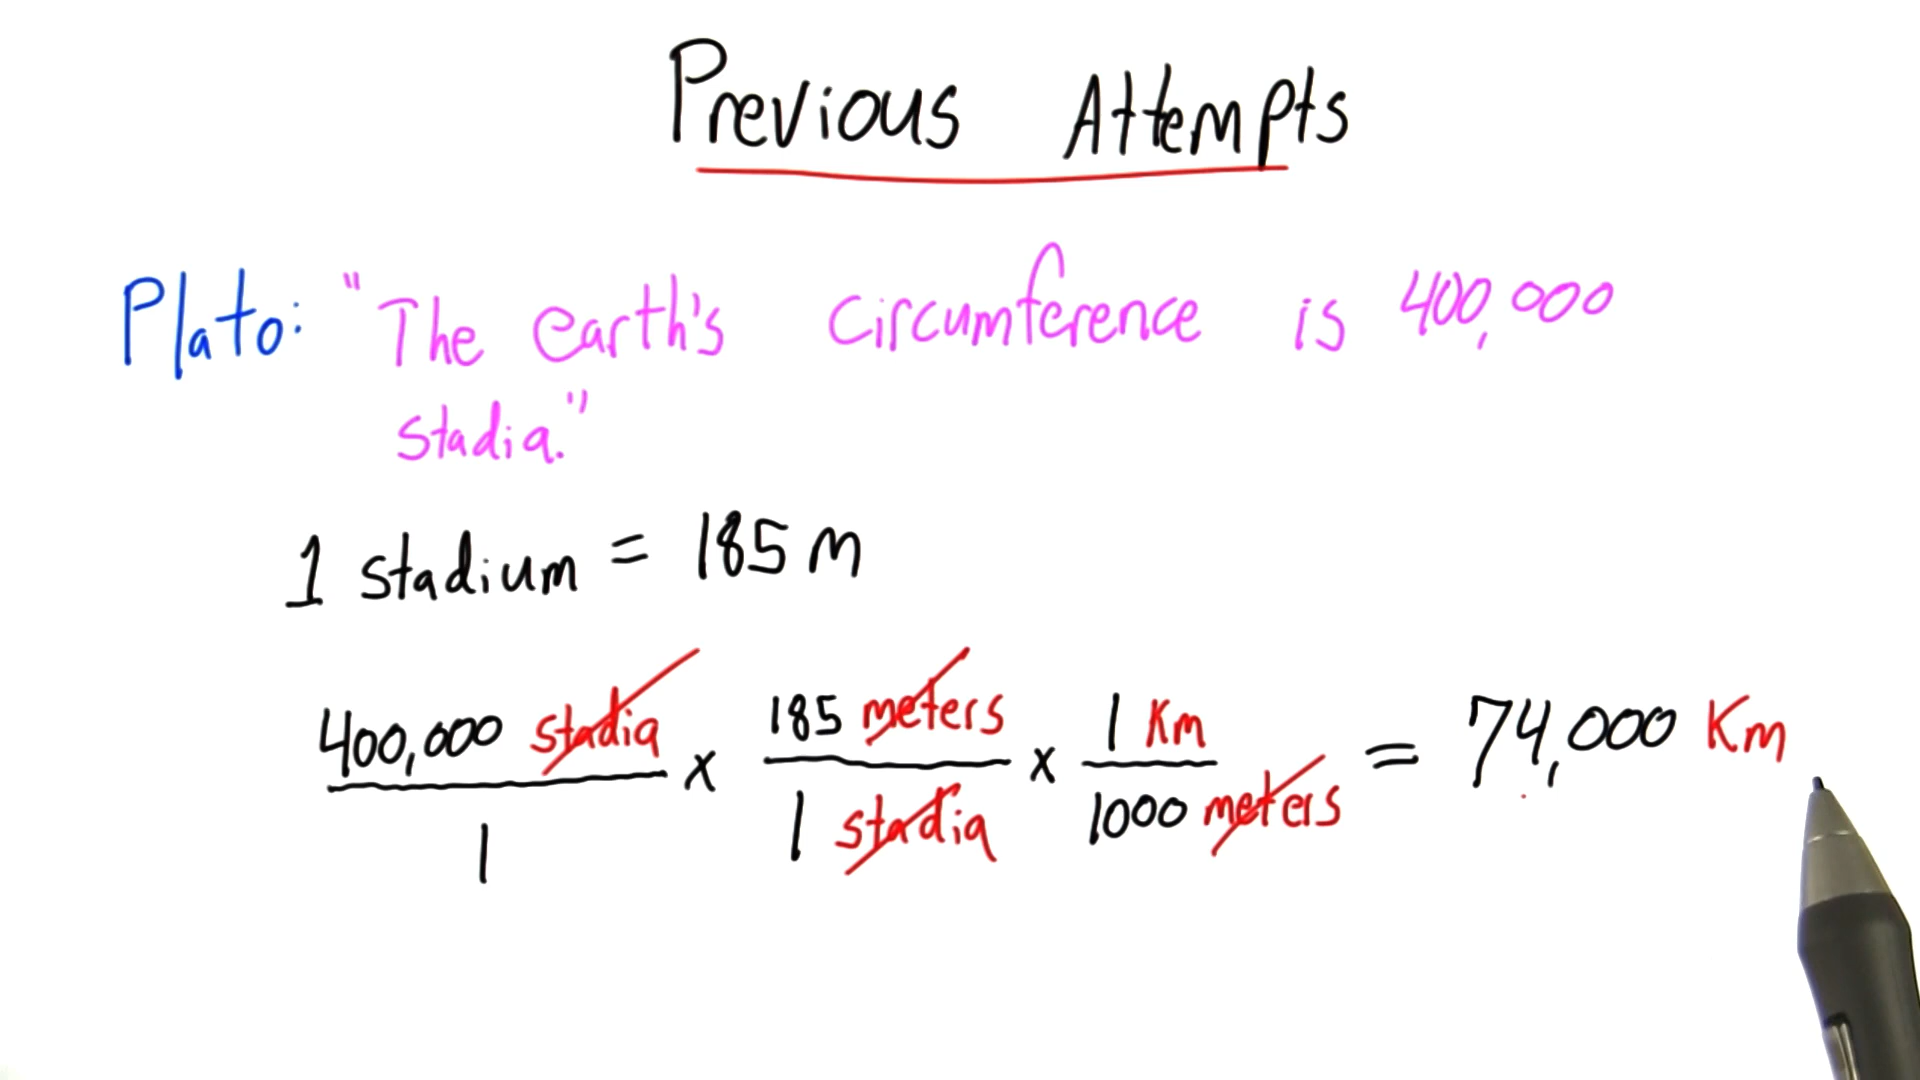 Previous Attempts
Plato: "The earth's circumference is 400,000
stadia."
1 stadium = 185 m
400,000 stadia x 185 meters x 1 Km = 74,000 Km
1 1 stadia 1000 meters